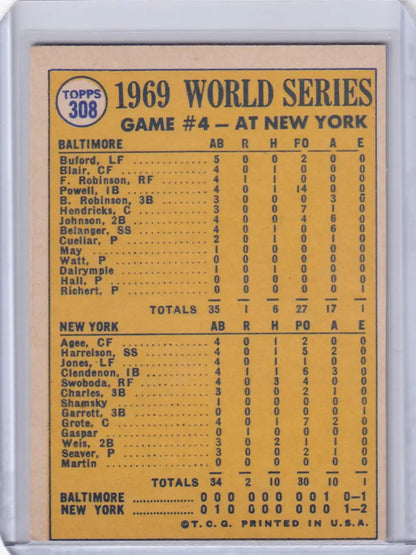 TOPPS
308
1969 WORLD SERIES
GAME #4 — AT NEW YORK
BALTIMORE AB R H PO A E
Buford, LF 5 0 0 2 0 0
Blair, CF 4 0 1 0 0 0
F. Robinson, RF 4 1 1 0 0 0
Powell, 1B 4 0 1 14 0 0
B. Robinson, 3B 3 0 0 0 3 0
Hendricks, C 3 0 0 7 1 0
Johnson, 2B 4 0 0 4 6 0
Belanger, SS 4 0 1 0 6 0
Cuellar, P 2 0 1 0 1 0
May 1 0 0 0 0 0
Watt, P 0 0 0 0 0 0
Dalrymple 1 0 1 0 0 0
Hall, P 0 0 0 0 0 0
Richert, P 0 0 0 0 0 1
TOTALS 35 1 6 27 17 1
NEW YORK AB R H PO A E
Agee, CF 4 0 1 2 0 0
Harrelson, SS 4 0 1 5 2 0
Jones, LF 4 0 1 1 0 0
Clendenon, 1B 4 1 1 6 3 0
Swoboda, RF 4 0 3 4 0 0
Charles, 3B 3 0 0 2 1 0
Shamsky 1 0 0 0 0 0
Garrett, 3B 0 0 0 0 0 1
Grote, C 4 0 1 7 2 0
Gaspar 0 1 0 0 0 0
Weis, 2B 3 0 2 1 1 0
Seaver, P 3 0 0 2 1 0
Martin 0 0 0 0 0 0
TOTALS 34 2 10 30 10 1
BALTIMORE 0 0 0 0 0 0 0 0 1 0—1
NEW YORK 0 1 0 0 0 0 0 0 0 1—2
© T.C.G. PRINTED IN U.S.A.